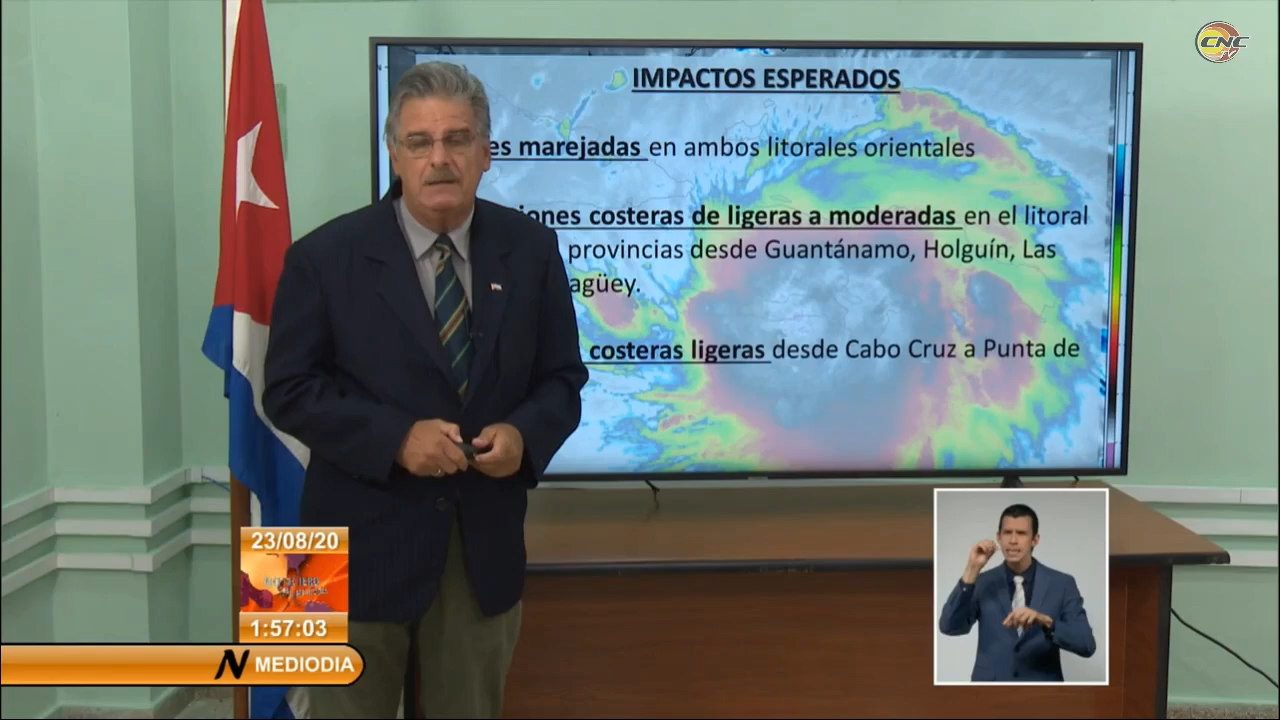 CNC
TV
IMPACTOS ESPERADOS
es marejadas en ambos litorales orientales
iones costeras de ligeras a moderadas en el litoral
provincias desde Guantánamo, Holguín, Las
agüey.
costeras ligeras desde Cabo Cruz a Punta de
23/08/20
1:57:03
N MEDIODIA